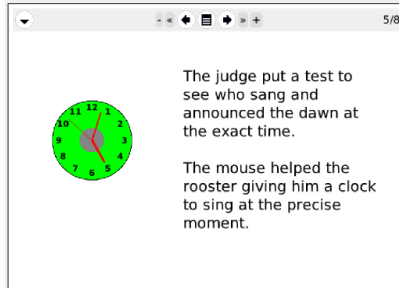 - « » +
5/8
12
11 1
10 2
9 3
8 4
7 5
6
The judge put a test to
see who sang and
announced the dawn at
the exact time.
The mouse helped the
rooster giving him a clock
to sing at the precise
moment.